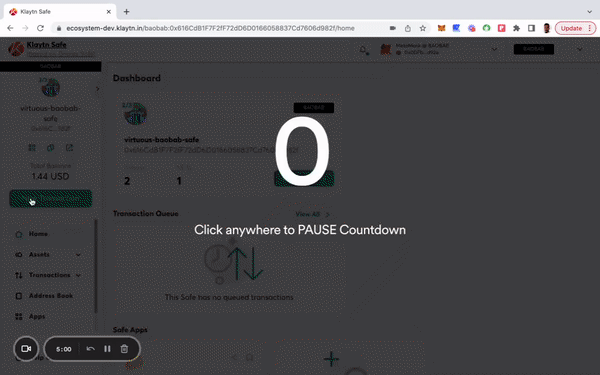 Klaytn Safe
ecosystem-dev.klaytn.in/baobab:0x616CdB1F7F2fF72dD6D0166058837Cd7606d982f/home
Update
Klaytn Safe
BAOBAB
BAOBAB
virtuous-baobab-
safe
Total Balance
1.44 USD
Home
Assets
Transactions
Address Book
Apps
5:00
Dashboard
BAOBAB
virtuous-baobab-safe
2
1
0
Click anywhere to PAUSE Countdown
Transaction Queue
View All
This Safe has no queued transactions
Safe Apps